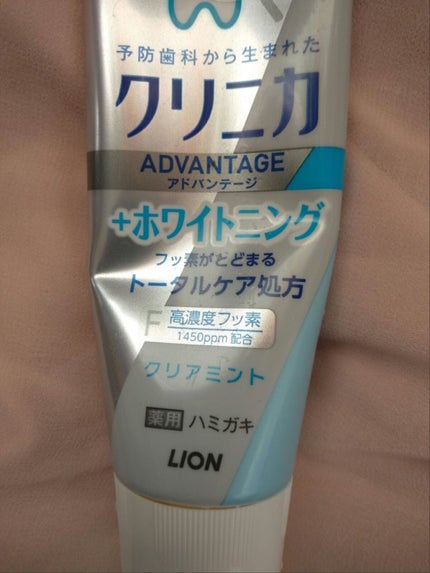 予防歯科から生まれた
クリニカ
ADVANTAGE
アドバンテージ
+ホワイトニング
フッ素がとどまる
トータルケア処方
F 高濃度フッ素
1450ppm 配合
クリアミント
薬用 ハミガキ
LION